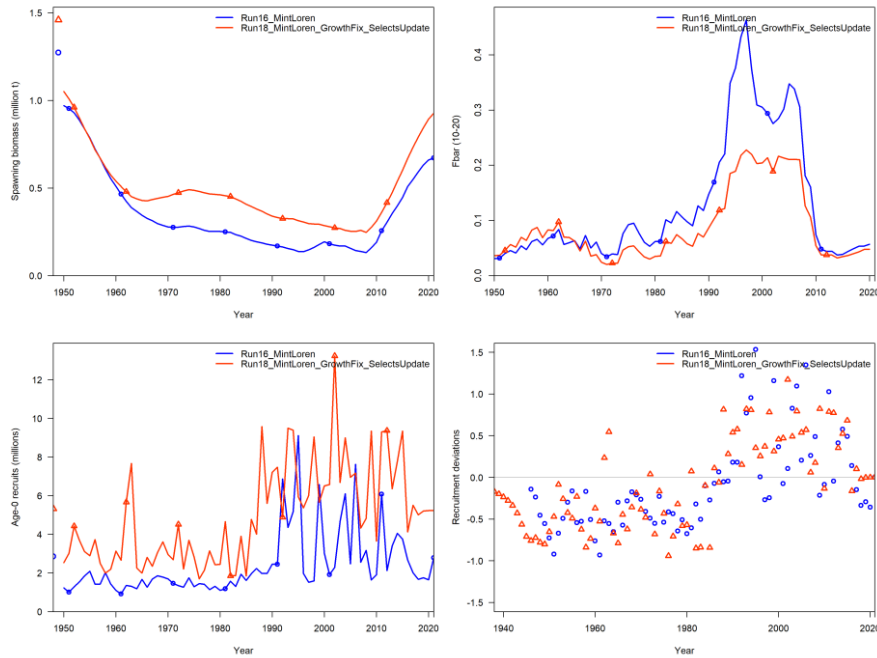 Run16_MintLoren
Run18_MintLoren_GrowthFix_SelectsUpdate
Spawning biomass (million t)
1.5
1.0
0.5
0.0
1950 1960 1970 1980 1990 2000 2010 2020
Year
Run16_MintLoren
Run18_MintLoren_GrowthFix_SelectsUpdate
Fbar (10-20)
0.4
0.3
0.2
0.1
0.0
1950 1960 1970 1980 1990 2000 2010 2020
Year
Run16_MintLoren
Run18_MintLoren_GrowthFix_SelectsUpdate
Age-0 recruits (millions)
12
10
8
6
4
2
0
1950 1960 1970 1980 1990 2000 2010 2020
Year
Run16_MintLoren
Run18_MintLoren_GrowthFix_SelectsUpdate
Recruitment deviations
1.5
1.0
0.5
0.0
-0.5
-1.0
-1.5
1940 1960 1980 2000 2020
Year